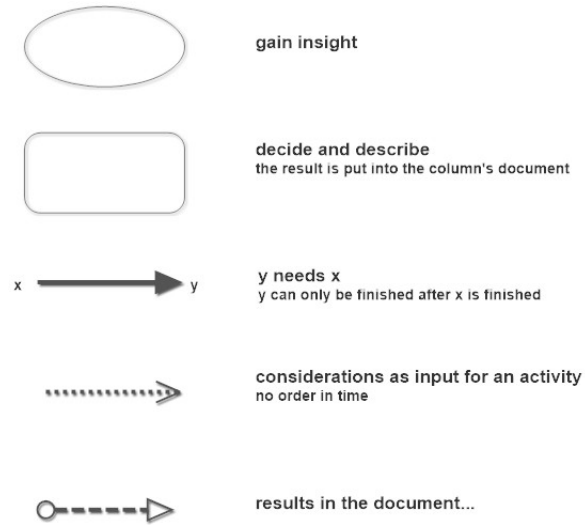 gain insight
decide and describe
the result is put into the column's document
x y
y needs x
y can only be finished after x is finished
considerations as input for an activity
no order in time
results in the document...